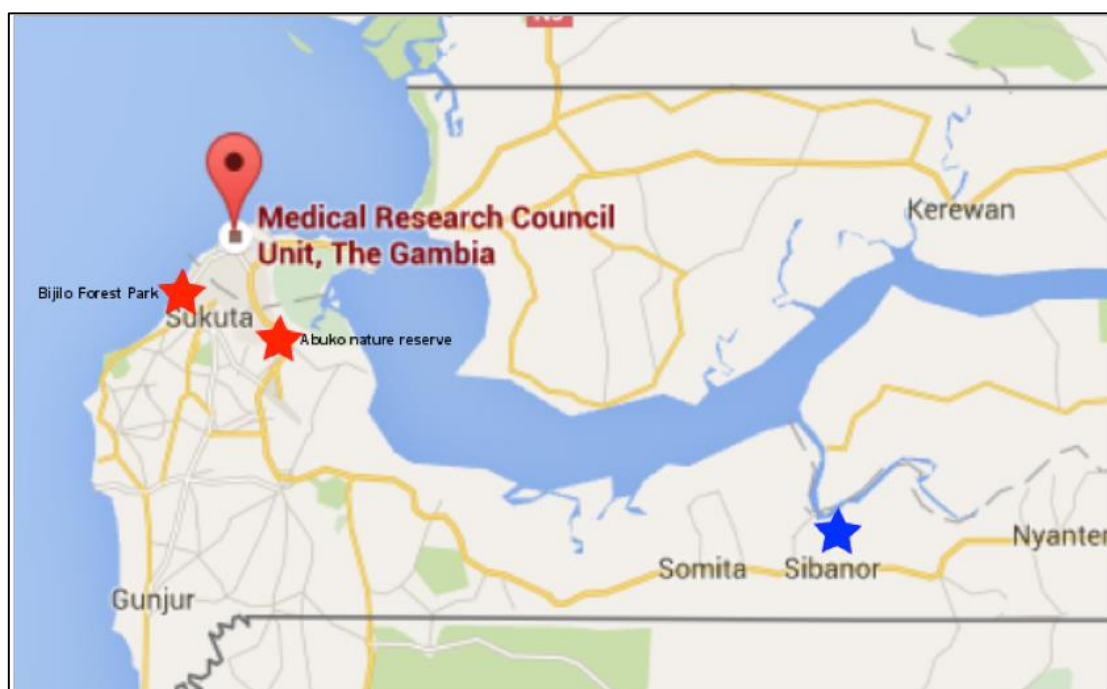 Medical Research Council
Unit, The Gambia
Kerewan
Bijilo Forest Park
Sukuta
Abuko nature reserve
Somita
Sibanor
Nyanter
Gunjur